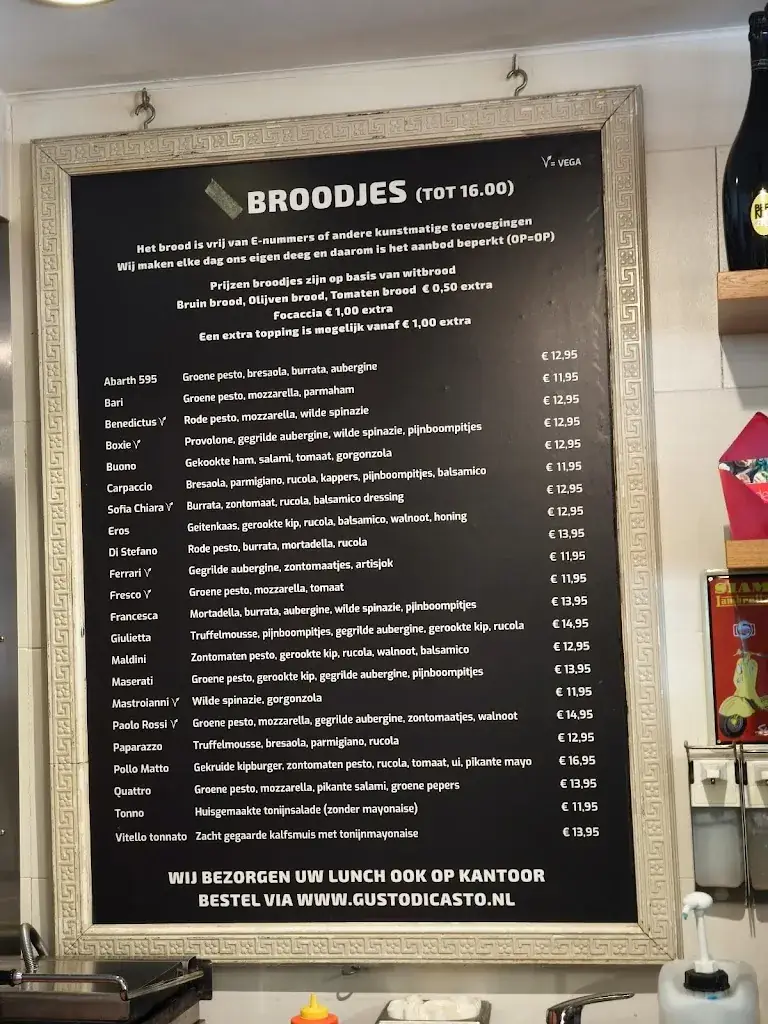 V = VEGA
BROODJES (TOT 16.00)
Het brood is vrij van E-nummers of andere kunstmatige toevoegingen
Wij maken elke dag ons eigen deeg en daarom is het aanbod beperkt (OP=OP)
Prijzen broodjes zijn op basis van witbrood
Bruin brood, Olijven brood, Tomaten brood € 0,50 extra
Focaccia € 1,00 extra
Een extra topping is mogelijk vanaf € 1,00 extra
Abarth 595 Groene pesto, bresaola, burrata, aubergine € 12,95
Bari Groene pesto, mozzarella, parmaham € 11,95
Benedictus V Rode pesto, mozzarella, wilde spinazie € 12,95
Boxie V Provolone, gegrilde aubergine, wilde spinazie, pijnboompitjes € 12,95
Buono Gekookte ham, salami, tomaat, gorgonzola € 12,95
Carpaccio Bresaola, parmigiano, rucola, kappers, pijnboompitjes, balsamico € 11,95
Sofia Chiara V Burrata, zontomaat, rucola, balsamico dressing € 12,95
Eros Geitenkaas, gerookte kip, rucola, balsamico, walnoot, honing € 12,95
Di Stefano Rode pesto, burrata, mortadella, rucola € 13,95
Ferrari V Gegrilde aubergine, zontomaatjes, artisjok € 11,95
Fresco V Groene pesto, mozzarella, tomaat € 11,95
Francesca Mortadella, burrata, aubergine, wilde spinazie, pjinboompitjes € 13,95
Giulietta Truffelmousse, pijnboompitjes, gegrilde aubergine, gerookte kip, rucola € 14,95
Maldini Zontomaten pesto, gerookte kip, rucola, walnoot, balsamico € 12,95
Maserati Groene pesto, gerookte kip, gegrilde aubergine, pijnboompitjes € 13,95
Mastroianni V Wilde spinazie, gorgonzola € 11,95
Paolo Rossi V Groene pesto, mozzarella, gegrilde aubergine, zontomaatjes, walnoot € 14,95
Paparazzo Truffelmousse, bresaola, parmigiano, rucola € 12,95
Pollo Matto Gekruide kipburger, zontomaten pesto, rucola, tomaat, ui, pikante mayo € 16,95
Quattro Groene pesto, mozzarella, pikante salami, groene pepers € 13,95
Tonno Huisgemaakte tonijnsalade (zonder mayonaise) € 11,95
Vitello tonnato Zacht gegaarde kalfsmuis met tonijnmayonaise € 13,95
WIJ BEZORGEN UW LUNCH OOK OP KANTOOR
BESTEL VIA WWW.GUSTODICASTO.NL